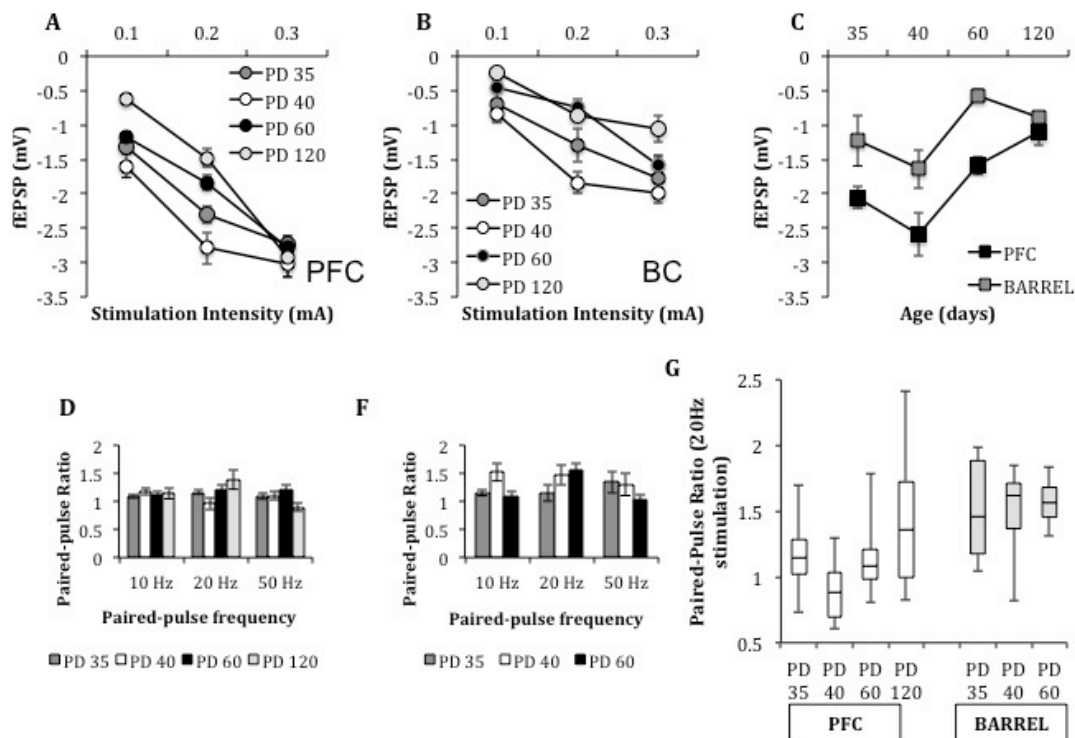 A
0.1 0.2 0.3
0
-0.5
-1
-1.5
-2
-2.5
-3
-3.5
fEPSP (mV)
PD 35
PD 40
PD 60
PD 120
PFC
Stimulation Intensity (mA)
B
0.1 0.2 0.3
0
-0.5
-1
-1.5
-2
-2.5
-3
-3.5
fEPSP (mV)
PD 35
PD 40
PD 60
PD 120
BC
Stimulation Intensity (mA)
C
35 40 60 120
0
-0.5
-1
-1.5
-2
-2.5
-3
-3.5
fEPSP (mV)
PFC
BARREL
Age (days)
D
2
1.5
1
0.5
0
Paired-pulse Ratio
10 Hz 20 Hz 50 Hz
Paired-pulse frequency
PD 35 PD 40 PD 60 PD 120
F
2
1.5
1
0.5
0
Paired-pulse Ratio
10 Hz 20 Hz 50 Hz
Paired-pulse frequency
PD 35 PD 40 PD 60
G
2.5
2
1.5
1
0.5
Paired-Pulse Ratio (20Hz
stimulation)
PD PD PD PD PD PD PD
35 40 60 120 35 40 60
PFC BARREL